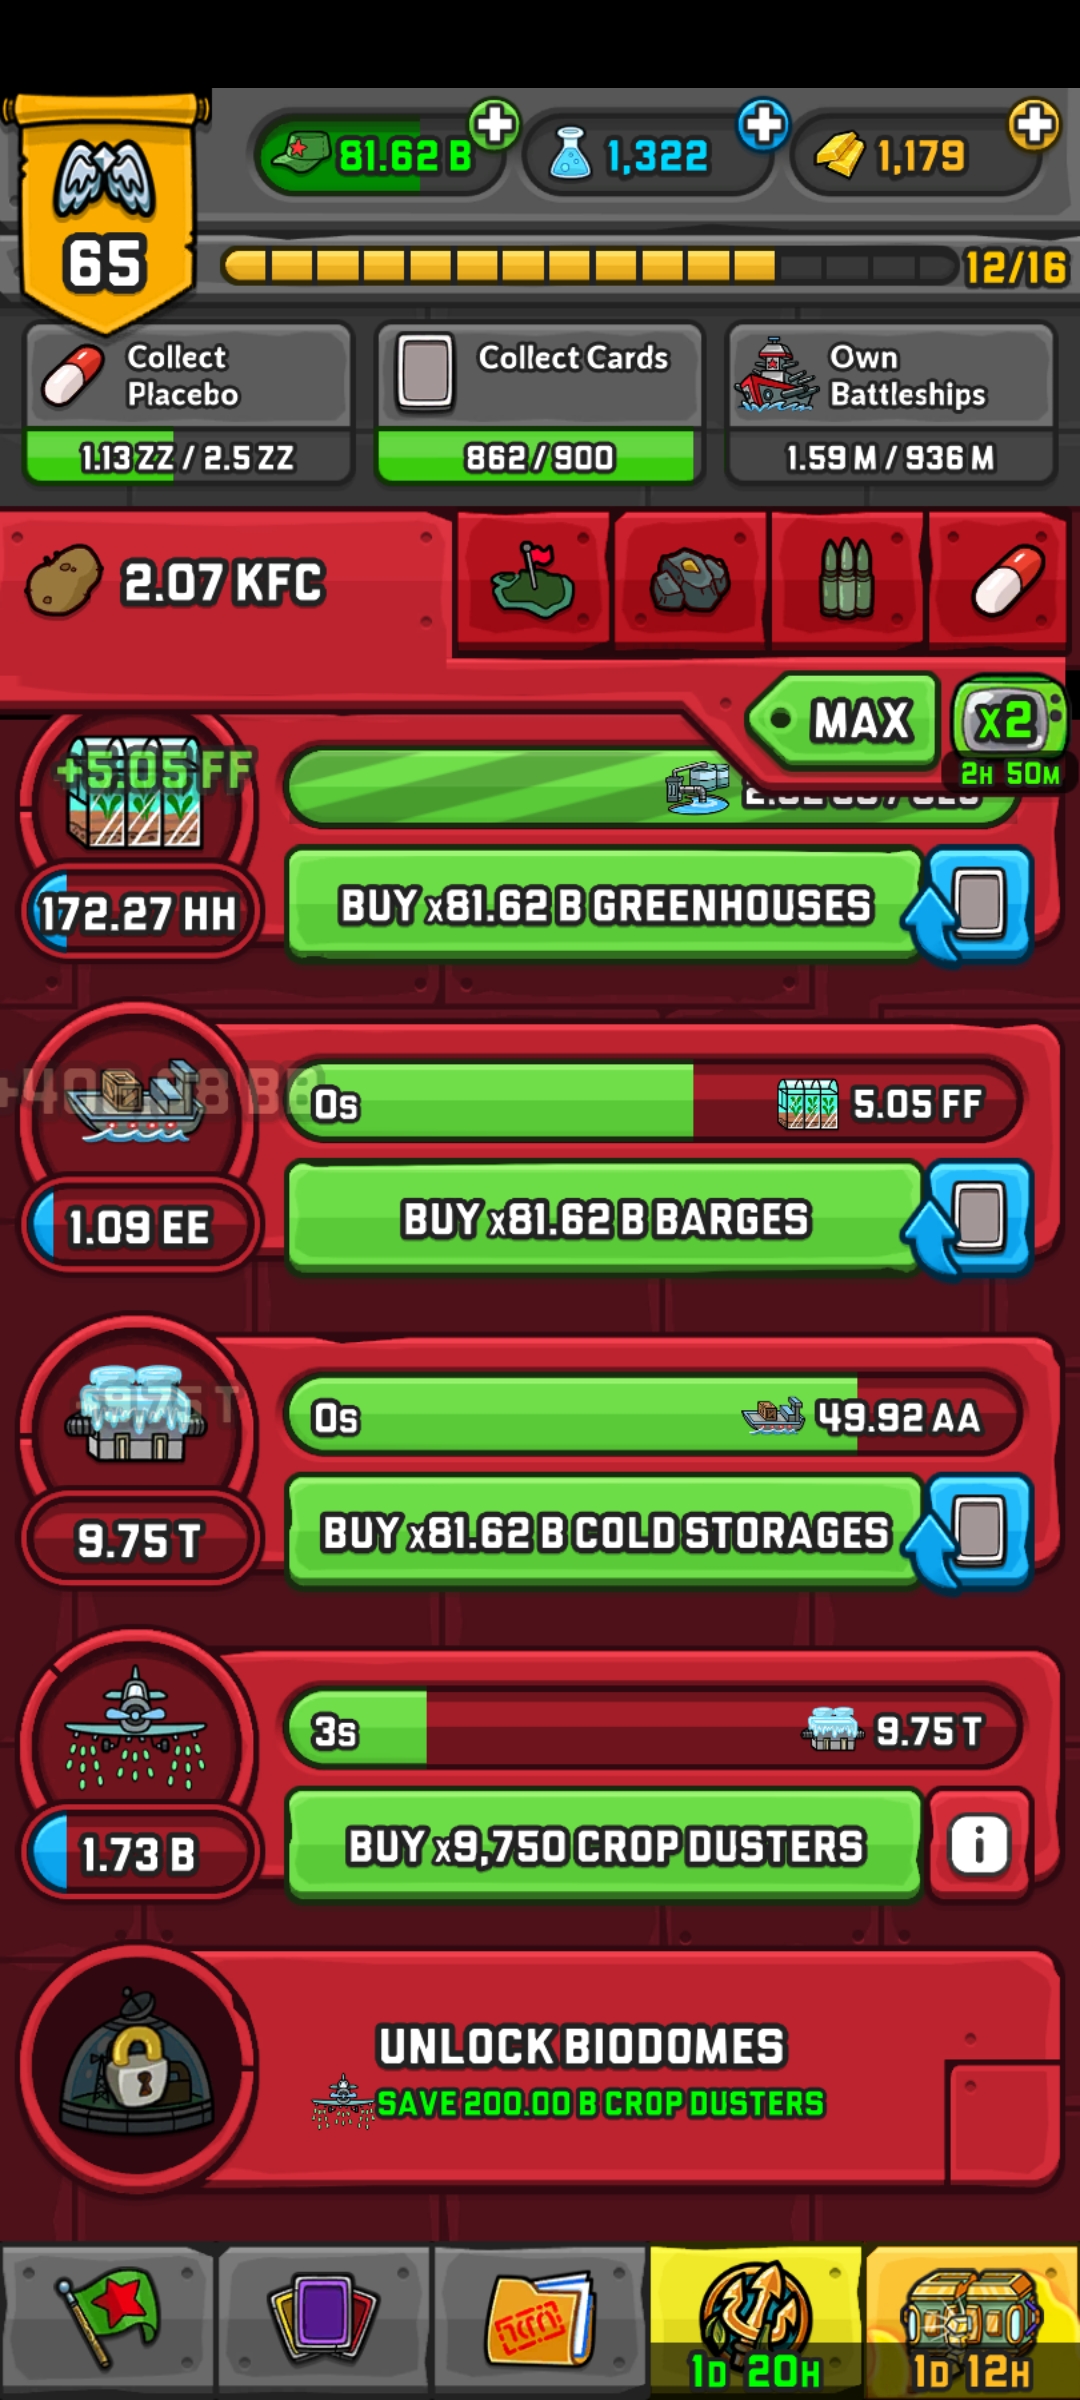 81.62 B
1,322
1,179
65
12/16
Collect
Placebo
1.13 ZZ / 2.5 ZZ
Collect Cards
862/900
Own
Battleships
1.59 M / 936 M
2.07 KFC
MAX
x2
2H 50M
+5.05 FF
172.27 HH
BUY x81.62 B GREENHOUSES
0s
5.05 FF
1.09 EE
BUY x81.62 B BARGES
0s
49.92 AA
9.75 T
BUY x81.62 B COLD STORAGES
3s
9.75 T
1.73 B
BUY x9,750 CROP DUSTERS
i
UNLOCK BIODOMES
SAVE 200.00 B CROP DUSTERS
1D 20H
1D 12H